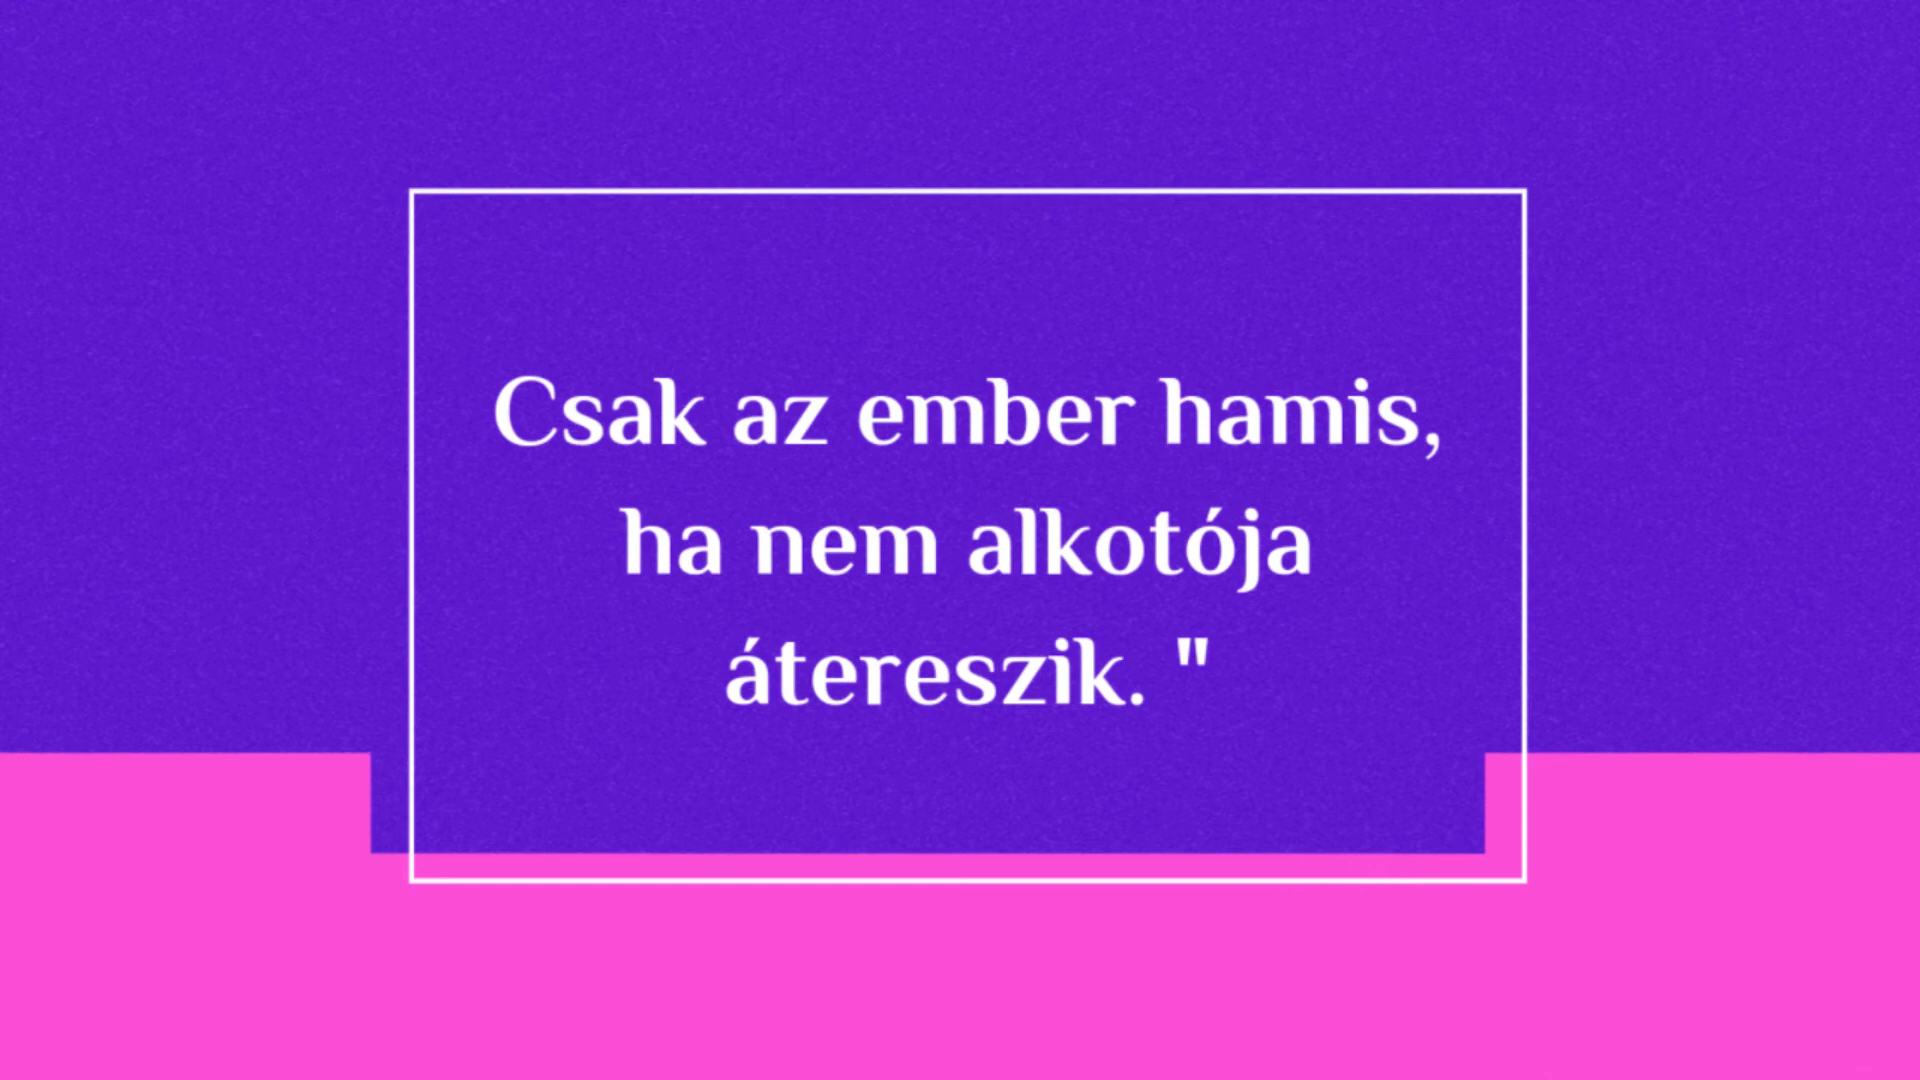 Csak az ember hamis,
ha nem alkotója
átereszik. "